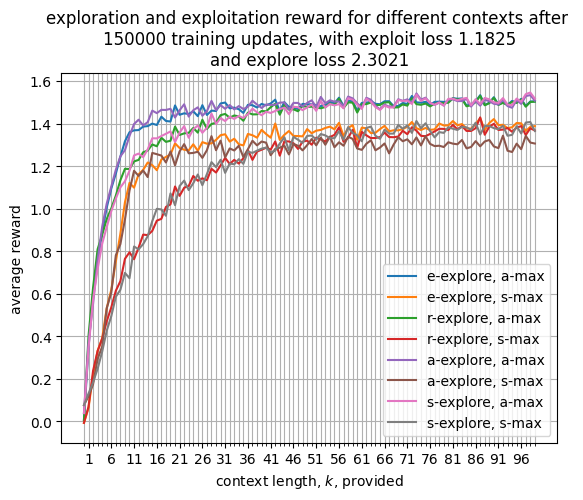 exploration and exploitation reward for different contexts after
150000 training updates, with exploit loss 1.1825
and explore loss 2.3021
average reward
1.6
1.4
1.2
1.0
0.8
0.6
0.4
0.2
0.0
e-explore, a-max
e-explore, s-max
r-explore, a-max
r-explore, s-max
a-explore, a-max
a-explore, s-max
s-explore, a-max
s-explore, s-max
1 6 11 16 21 26 31 36 41 46 51 56 61 66 71 76 81 86 91 96
context length, k, provided